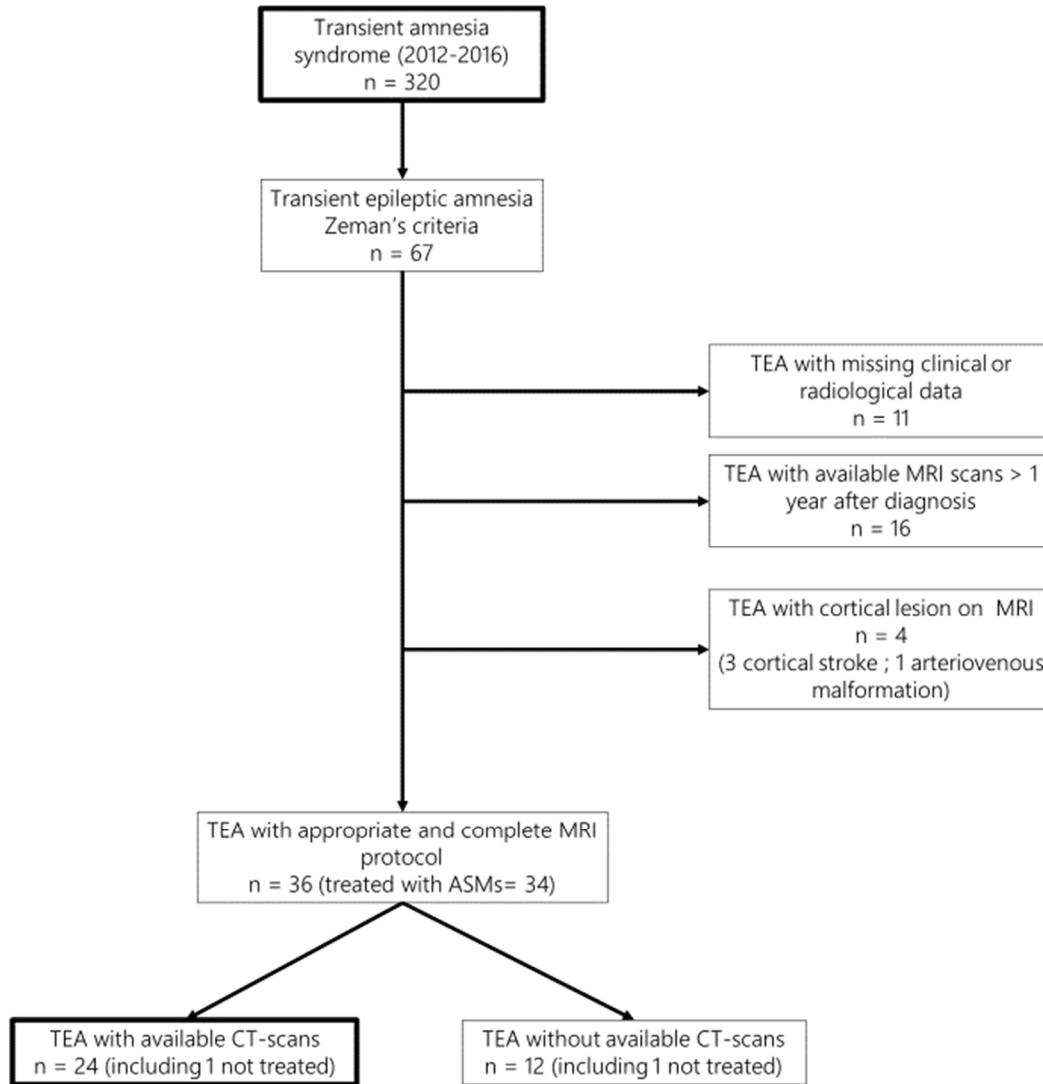 Transient amnesia
syndrome (2012-2016)
n = 320
Transient epileptic amnesia
Zeman's criteria
n = 67
TEA with missing clinical or
radiological data
n = 11
TEA with available MRI scans > 1
year after diagnosis
n = 16
TEA with cortical lesion on MRI
n = 4
(3 cortical stroke ; 1 arteriovenous
malformation)
TEA with appropriate and complete MRI
protocol
n = 36 (treated with ASMs= 34)
TEA with available CT-scans
n = 24 (including 1 not treated)
TEA without available CT-scans
n = 12 (including 1 not treated)